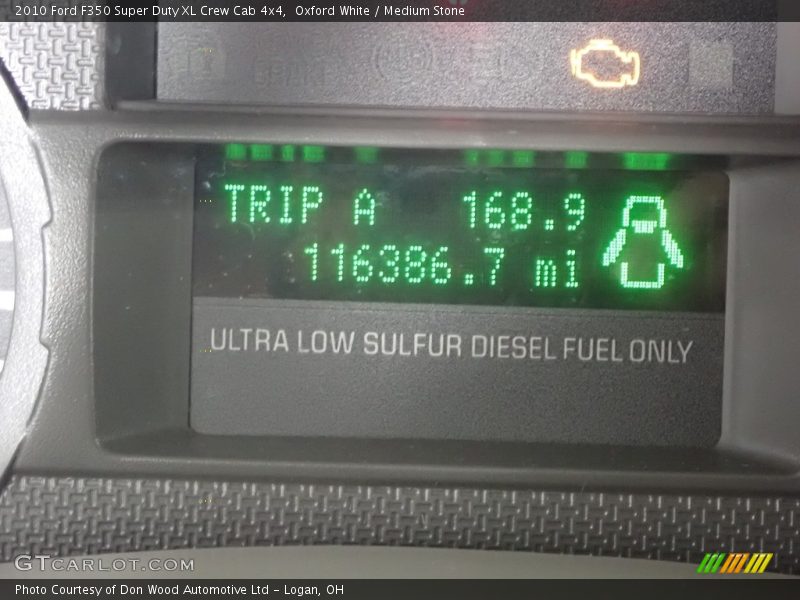 2010 Ford F350 Super Duty XL Crew Cab 4x4,  Oxford White / Medium Stone
TRIP A 168.9
116386.7 mi
ULTRA LOW SULFUR DIESEL FUEL ONLY
GTCARLOT.COM
Photo Courtesy of Don Wood Automotive Ltd - Logan, OH